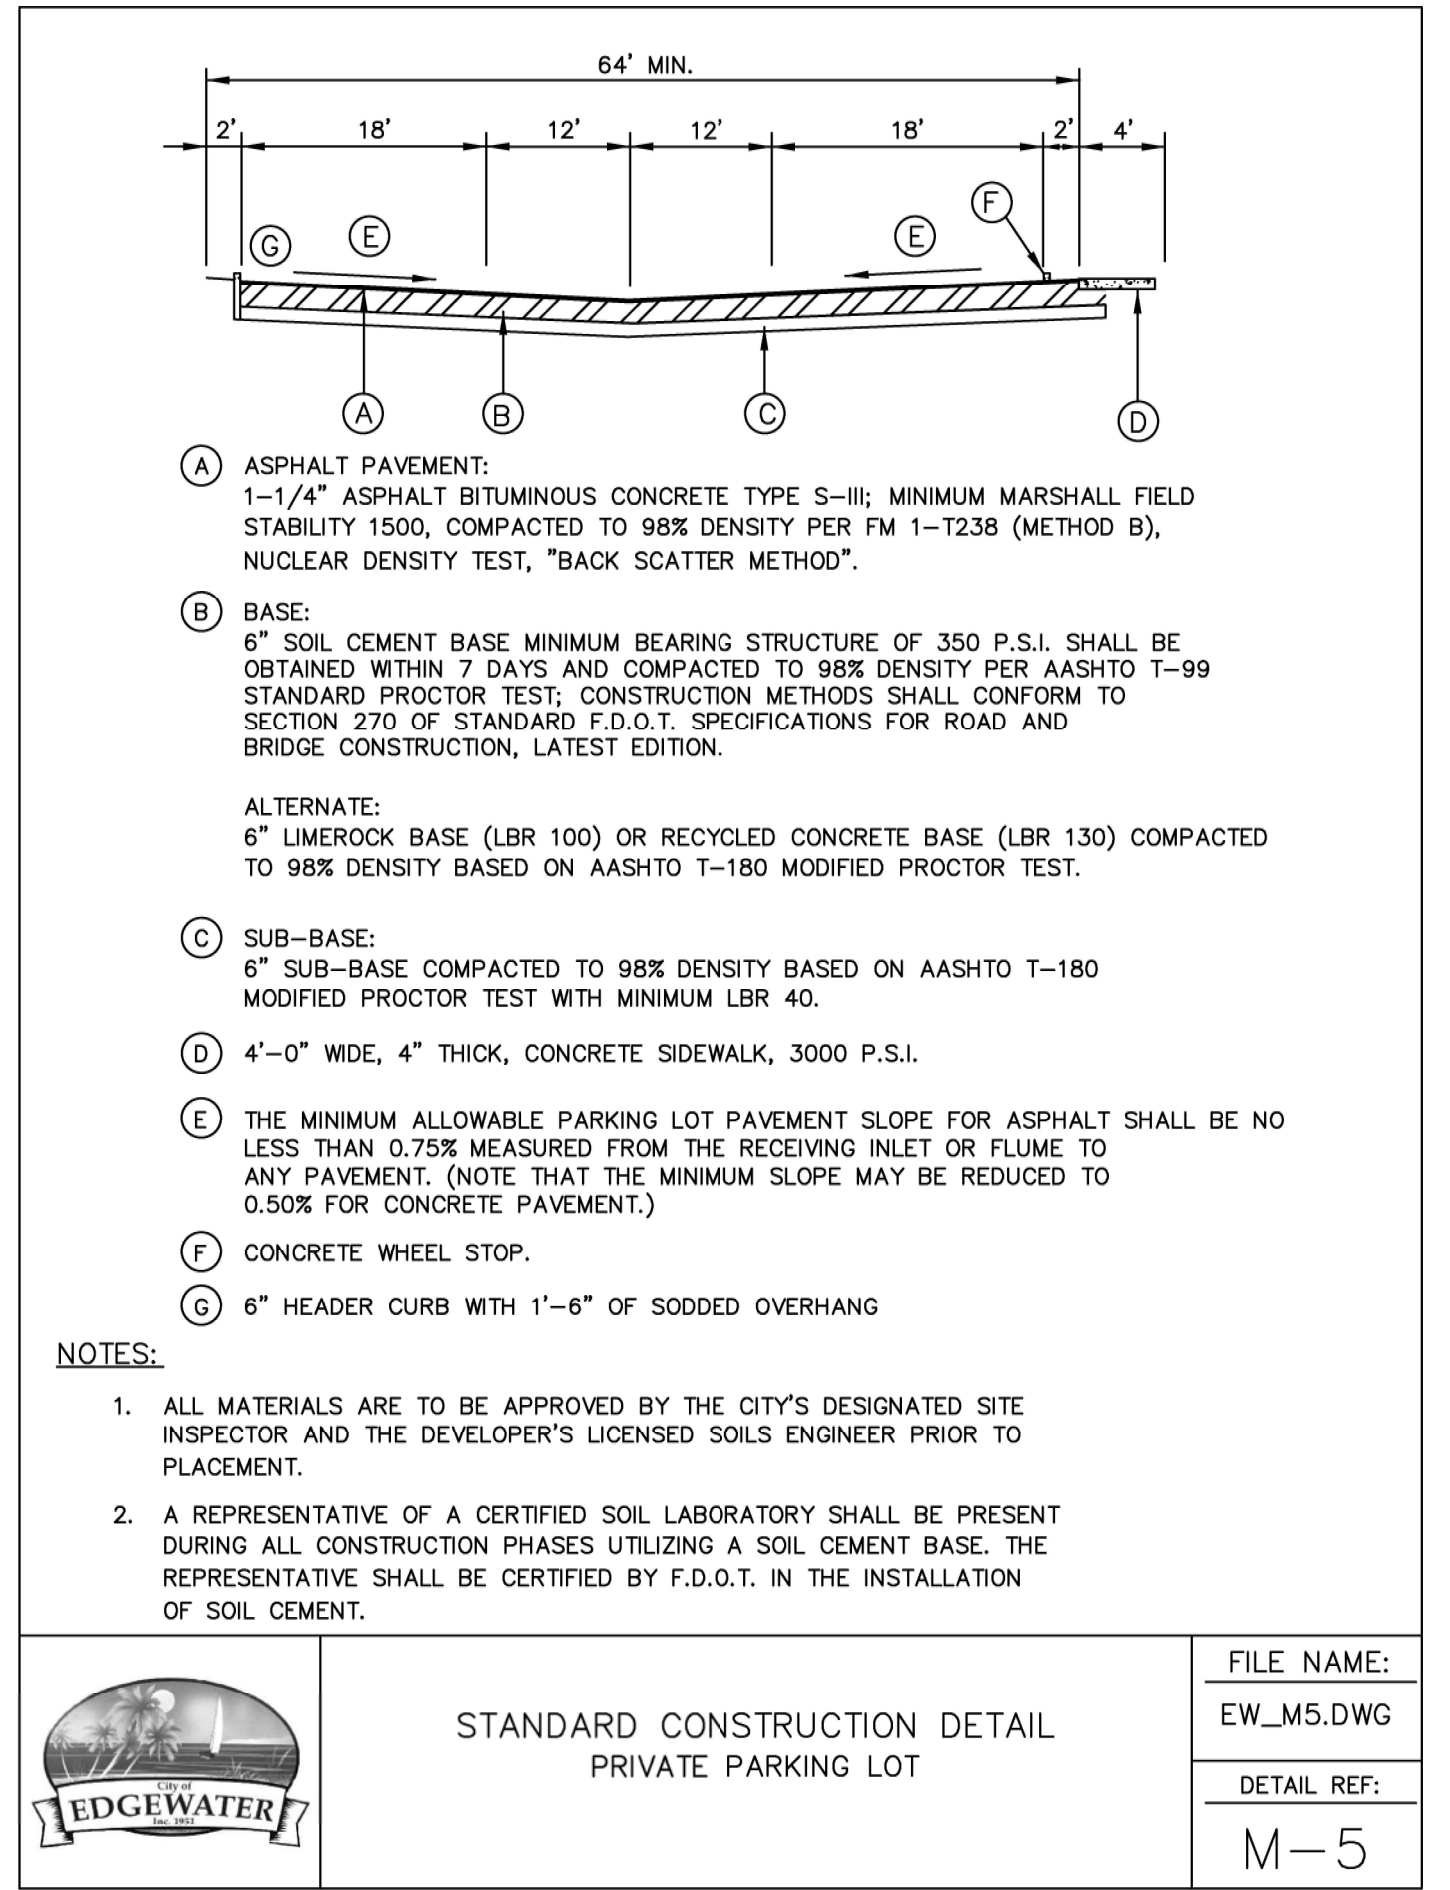 64' MIN.
2' 18' 12' 12' 18' 2' 4'
F
G E E
A B C D
A ASPHALT PAVEMENT:
1-1/4" ASPHALT BITUMINOUS CONCRETE TYPE S-III; MINIMUM MARSHALL FIELD
STABILITY 1500, COMPACTED TO 98% DENSITY PER FM 1-T238 (METHOD B),
NUCLEAR DENSITY TEST, "BACK SCATTER METHOD".
B BASE:
6" SOIL CEMENT BASE MINIMUM BEARING STRUCTURE OF 350 P.S.I. SHALL BE
OBTAINED WITHIN 7 DAYS AND COMPACTED TO 98% DENSITY PER AASHTO T-99
STANDARD PROCTOR TEST; CONSTRUCTION METHODS SHALL CONFORM TO
SECTION 270 OF STANDARD F.D.O.T. SPECIFICATIONS FOR ROAD AND
BRIDGE CONSTRUCTION, LATEST EDITION.
ALTERNATE:
6" LIMEROCK BASE (LBR 100) OR RECYCLED CONCRETE BASE (LBR 130) COMPACTED
TO 98% DENSITY BASED ON AASHTO T-180 MODIFIED PROCTOR TEST.
C SUB-BASE:
6" SUB-BASE COMPACTED TO 98% DENSITY BASED ON AASHTO T-180
MODIFIED PROCTOR TEST WITH MINIMUM LBR 40.
D 4'-0" WIDE, 4" THICK, CONCRETE SIDEWALK, 3000 P.S.I.
E THE MINIMUM ALLOWABLE PARKING LOT PAVEMENT SLOPE FOR ASPHALT SHALL BE NO
LESS THAN 0.75% MEASURED FROM THE RECEIVING INLET OR FLUME TO
ANY PAVEMENT. (NOTE THAT THE MINIMUM SLOPE MAY BE REDUCED TO
0.50% FOR CONCRETE PAVEMENT.)
F CONCRETE WHEEL STOP.
G 6" HEADER CURB WITH 1'-6" OF SODDED OVERHANG
NOTES:
1. ALL MATERIALS ARE TO BE APPROVED BY THE CITY'S DESIGNATED SITE
INSPECTOR AND THE DEVELOPER'S LICENSED SOILS ENGINEER PRIOR TO
PLACEMENT.
2. A REPRESENTATIVE OF A CERTIFIED SOIL LABORATORY SHALL BE PRESENT
DURING ALL CONSTRUCTION PHASES UTILIZING A SOIL CEMENT BASE. THE
REPRESENTATIVE SHALL BE CERTIFIED BY F.D.O.T. IN THE INSTALLATION
OF SOIL CEMENT.
City of
EDGEWATER
Inc. 1951
STANDARD CONSTRUCTION DETAIL
PRIVATE PARKING LOT
FILE NAME:
EW_M5.DWG
DETAIL REF:
M-5